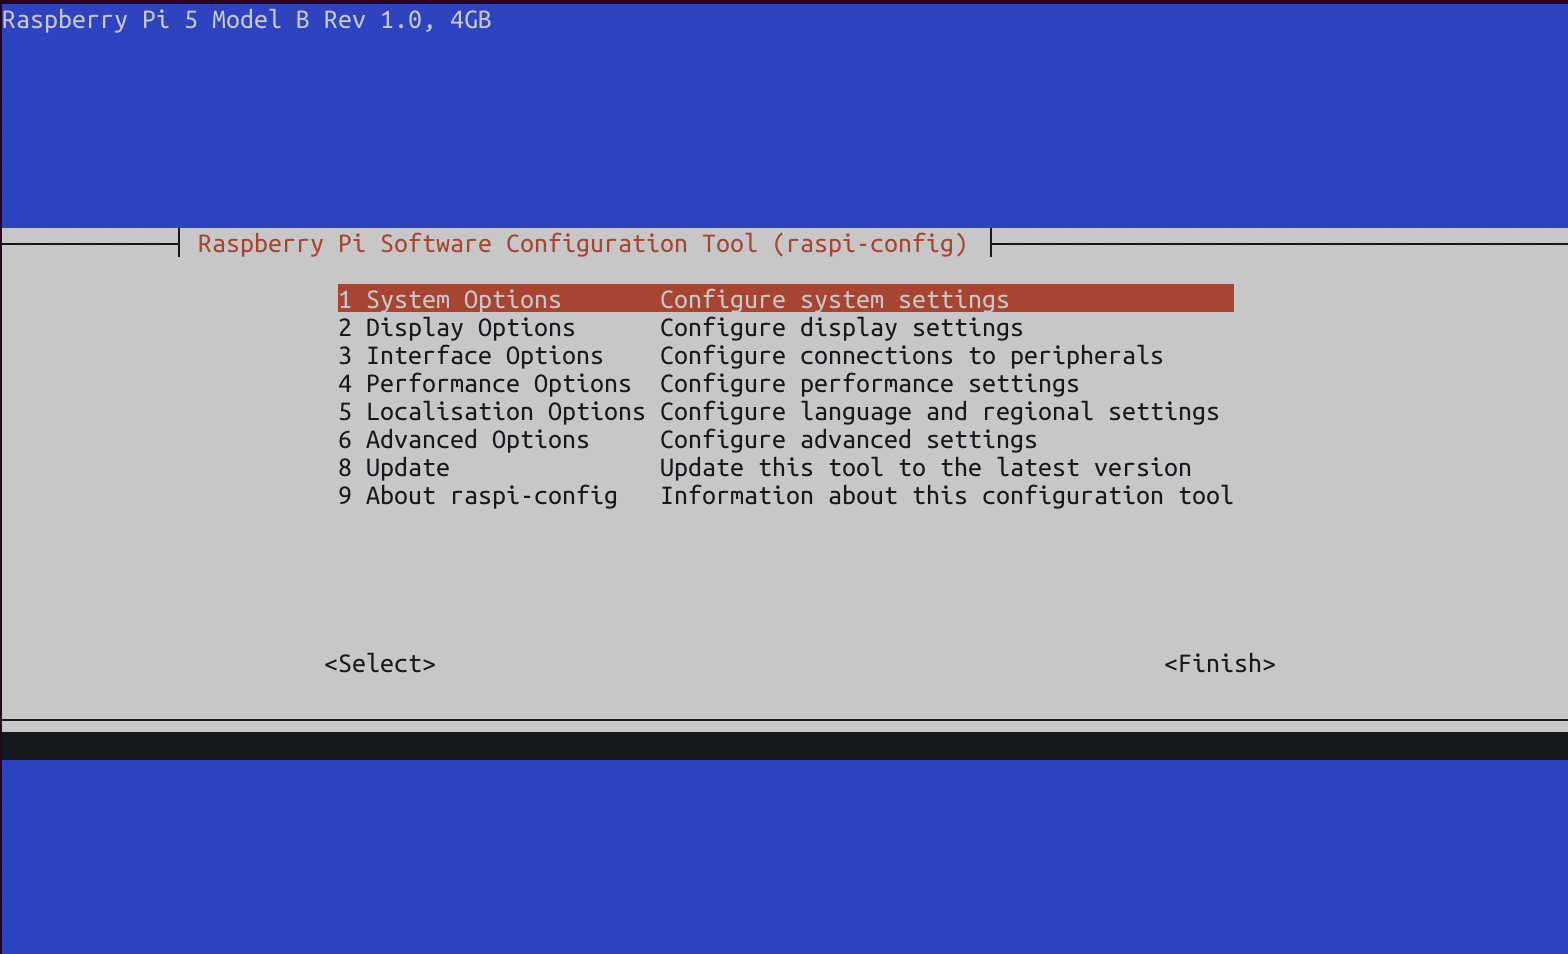 Raspberry Pi 5 Model B Rev 1.0, 4GB
Raspberry Pi Software Configuration Tool (raspi-config)
1 System Options Configure system settings
2 Display Options Configure display settings
3 Interface Options Configure connections to peripherals
4 Performance Options Configure performance settings
5 Localisation Options Configure language and regional settings
6 Advanced Options Configure advanced settings
8 Update Update this tool to the latest version
9 About raspi-config Information about this configuration tool
<Select> <Finish>